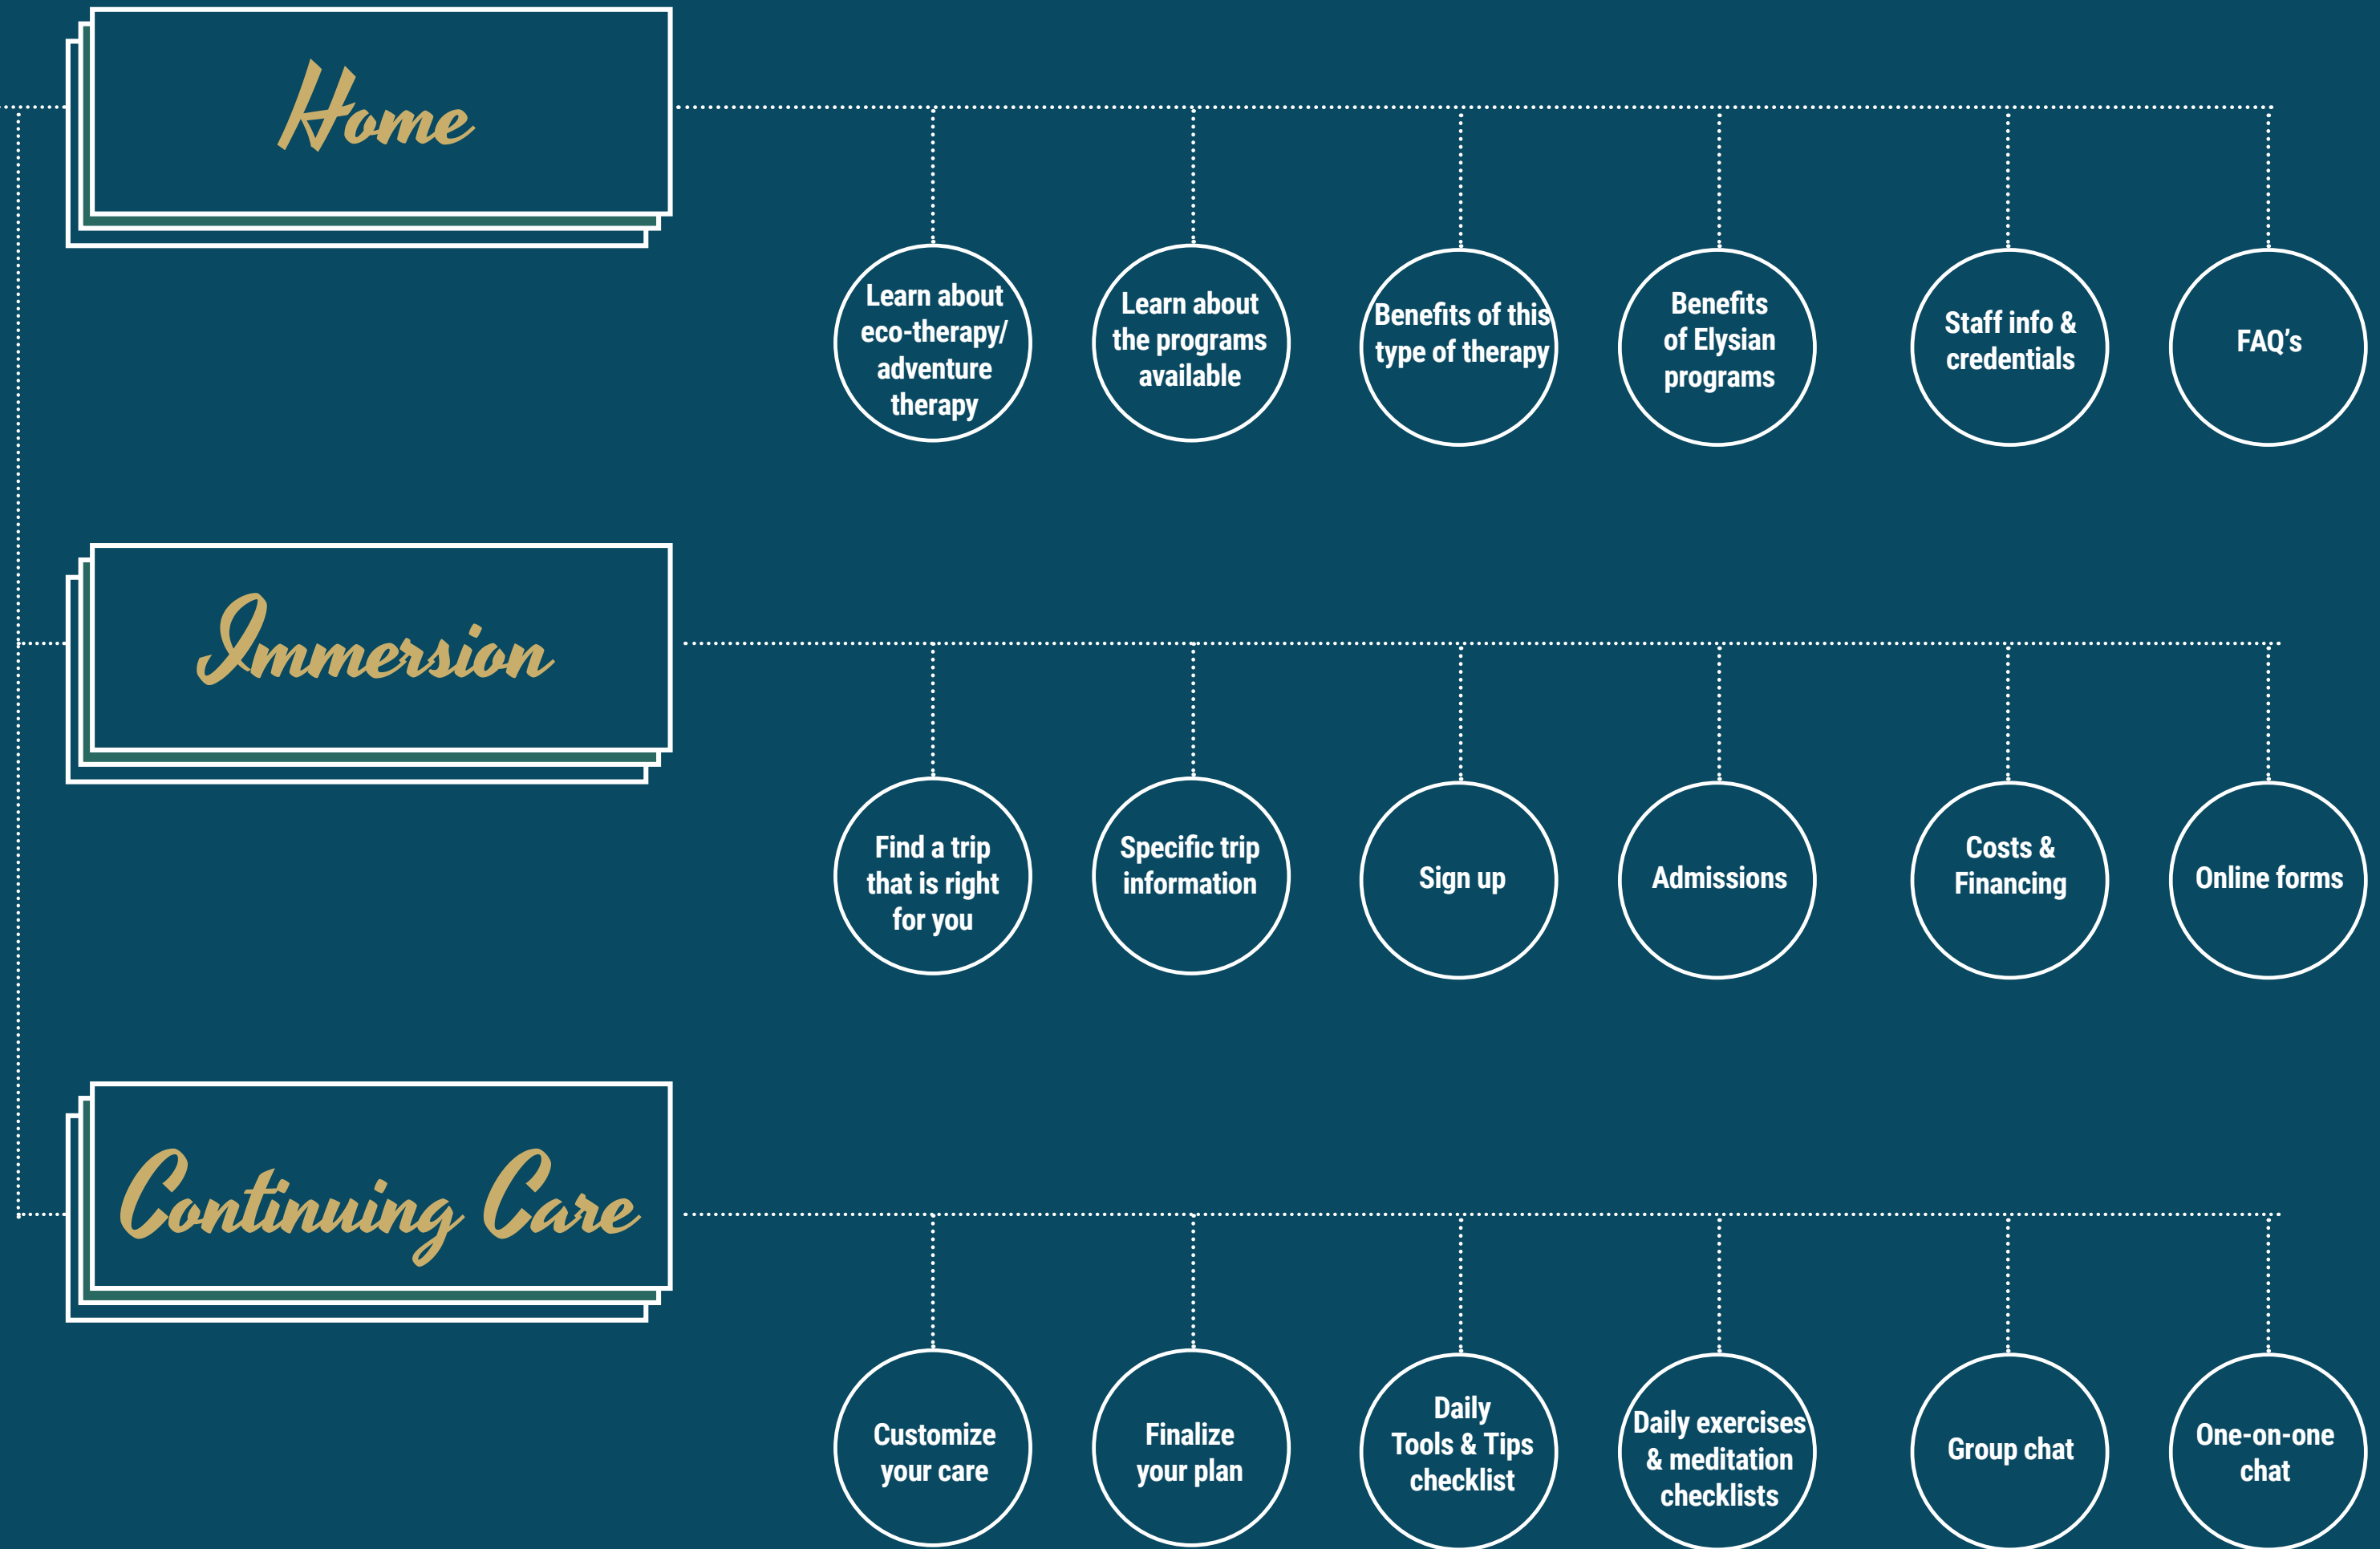 Home
Learn about
eco-therapy/
adventure
therapy
Learn about
the programs
available
Benefits of this
type of therapy
Benefits
of Elysian
programs
Staff info &
credentials
FAQ’s
Immersion
Find a trip
that is right
for you
Specific trip
information
Sign up
Admissions
Costs &
Financing
Online forms
Continuing Care
Customize
your care
Finalize
your plan
Daily
Tools & Tips
checklist
Daily exercises
& meditation
checklists
Group chat
One-on-one
chat